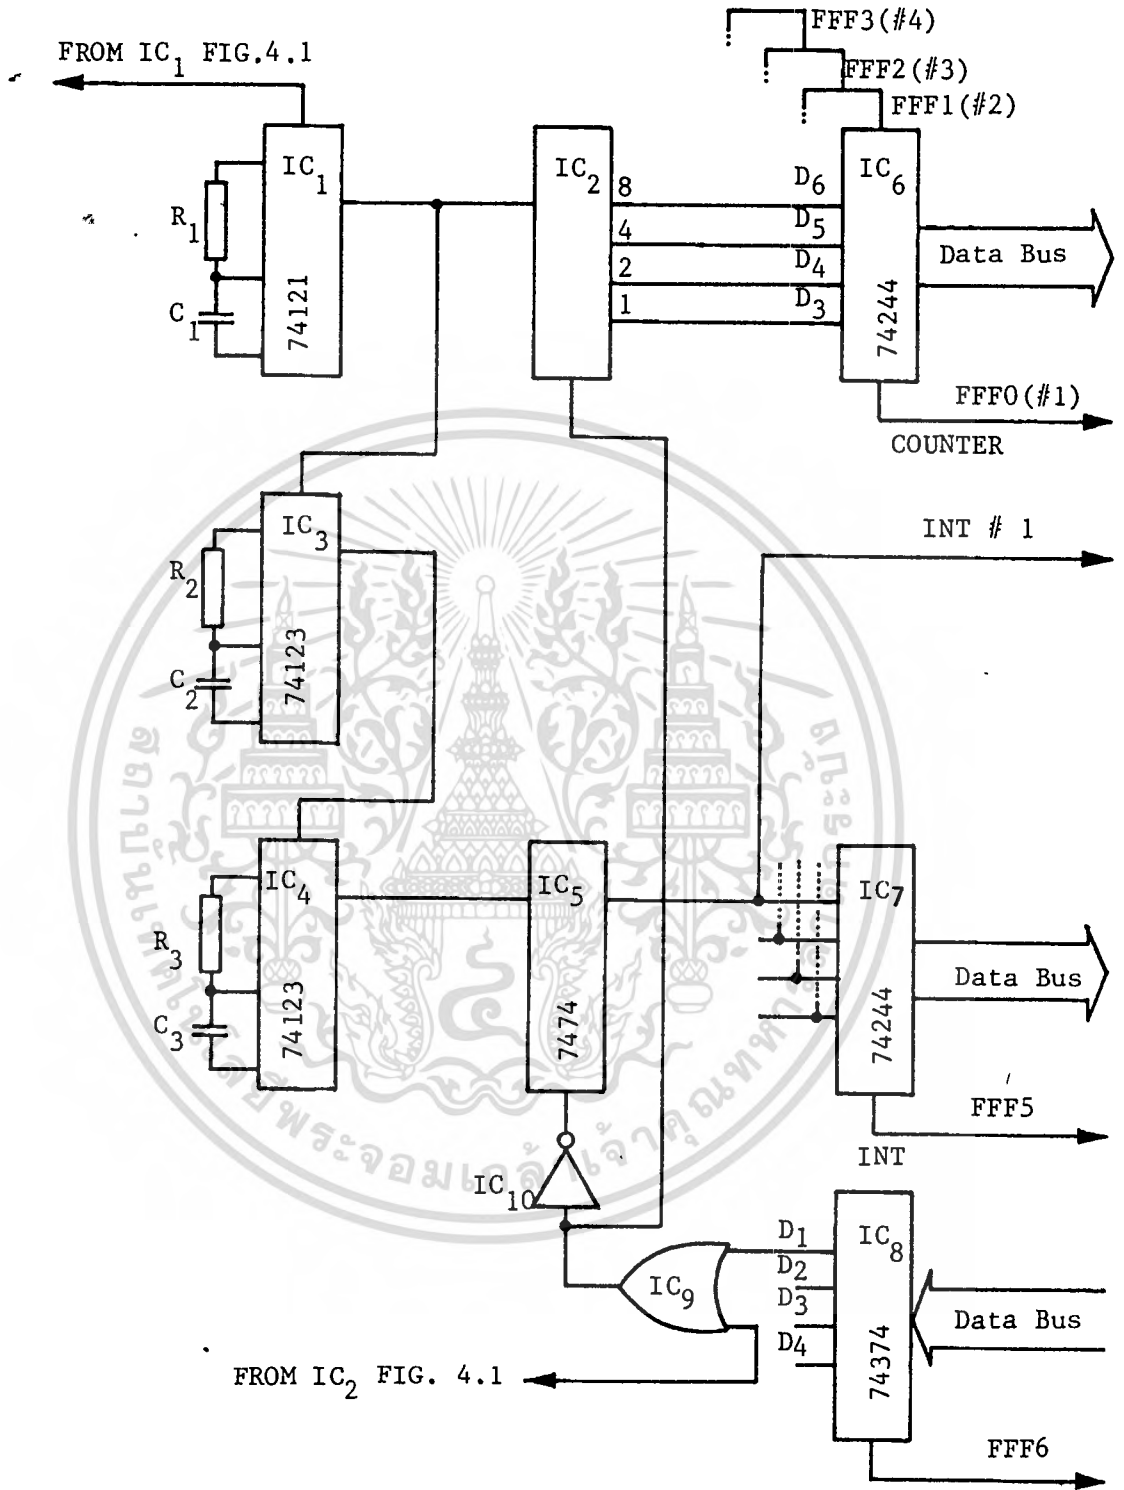 FFF3(#4)
FROM IC1 FIG.4.1
FFF2(#3)
FFF1(#2)
IC1
R1
C1
74121
IC2
8
4
2
1
D6
D5
D4
D3
IC6
74244
Data Bus
FFF0(#1)
COUNTER
IC3
R2
C2
74123
INT # 1
IC4
R3
C3
74123
IC5
7474
IC7
74244
Data Bus
FFF5
INT
IC10
IC9
D1
D2
D3
D4
IC8
74374
Data Bus
FROM IC2 FIG. 4.1
FFF6